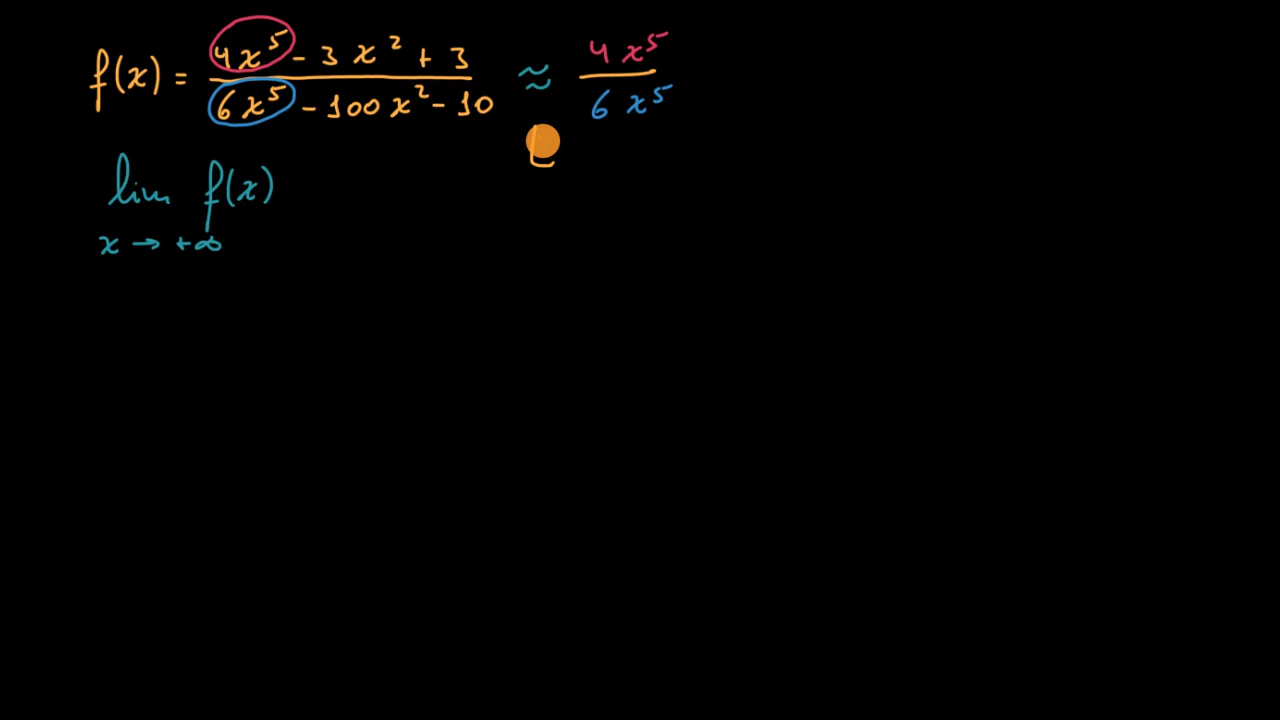 f(x) = (4x⁵ - 3x² + 3)/(6x⁵ - 100x² - 10) ≈ 4x⁵/6x⁵
lim f(x)
x → +∞